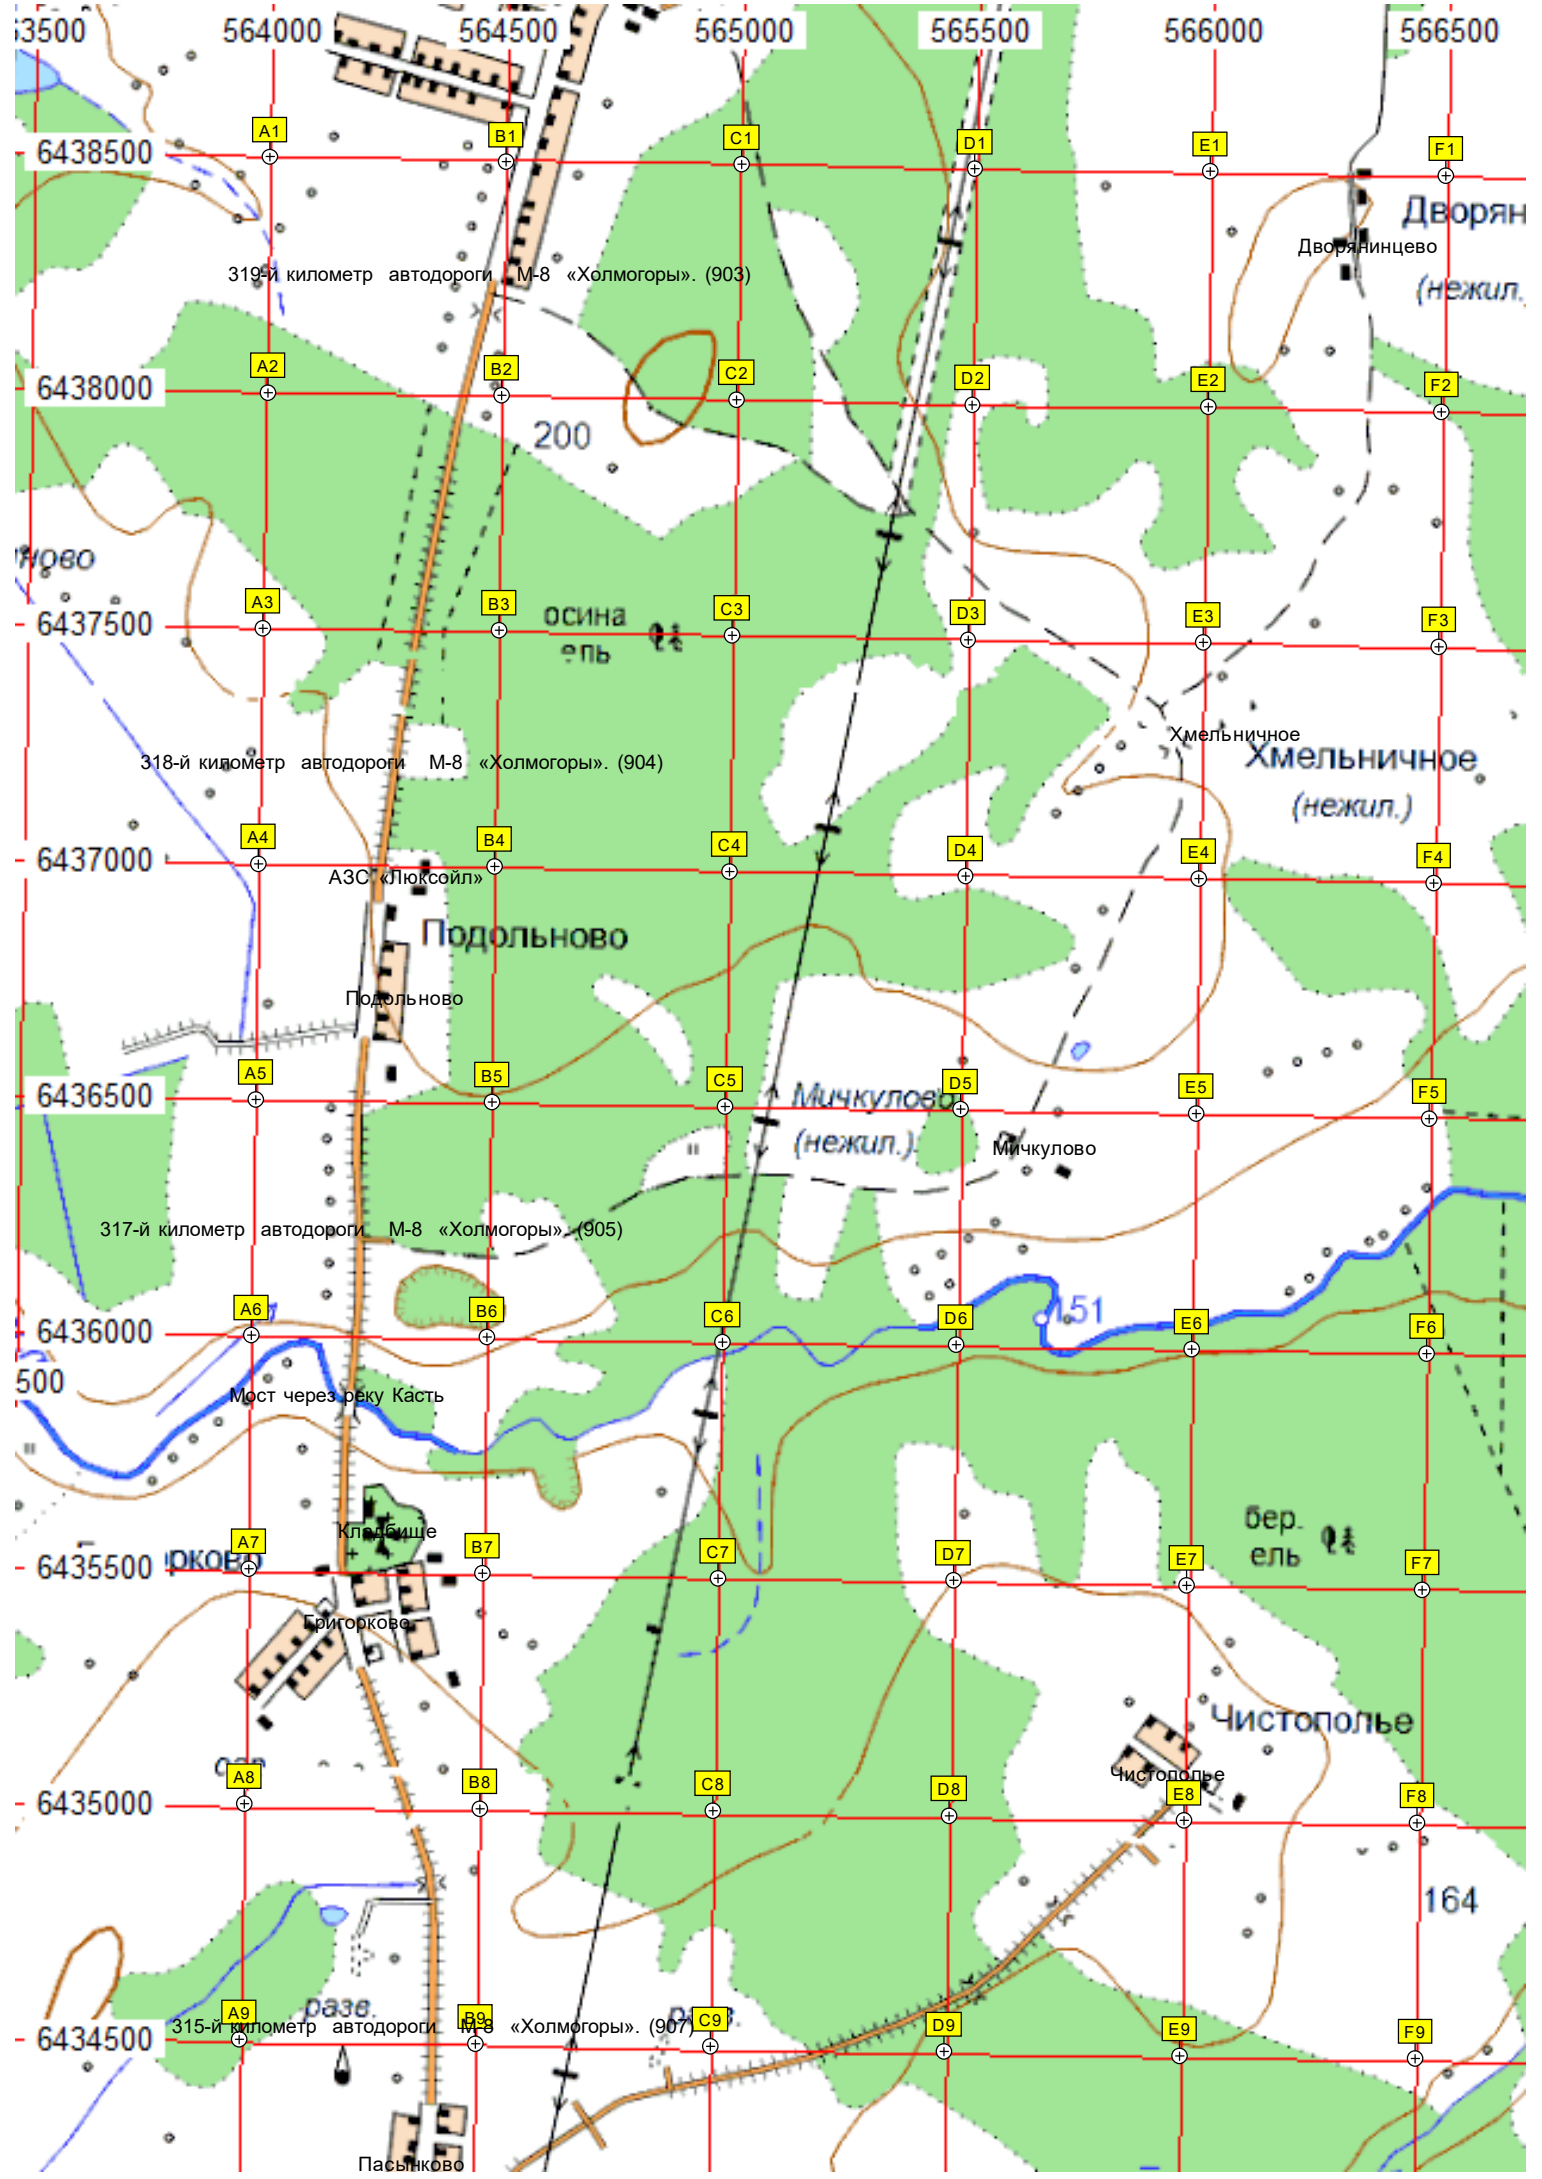 3500 564000 564500 565000 565500 566000 566500
A1 B1 C1 D1 E1 F1
6438500
Дворян
Дворянинцево
319-й километр автодороги М-8 «Холмогоры». (903)
(нежил.
A2 B2 C2 D2 E2 F2
6438000
200
ново
A3 B3 C3 D3 E3 F3
6437500
осина
ель
Хмельничное
Хмельничное
318-й километр автодороги М-8 «Холмогоры». (904)
(нежил.)
A4 B4 C4 D4 E4 F4
6437000
АЗС «Люксойл»
Подольново
Подольново
A5 B5 C5 D5 E5 F5
6436500
Мичкулово
(нежил.)
Мичкулово
317-й километр автодороги М-8 «Холмогоры». (905)
A6 B6 C6 D6 E6 F6
151
6436000
500
Мост через реку Касть
Кладбище
бер.
ель
A7 B7 C7 D7 E7 F7
орково
6435500
Григорково
Чистополье
Чистополье
A8 B8 C8 D8 E8 F8
6435000
164
разв.
A9 B9 C9 D9 E9 F9
315-й километр автодороги М-8 «Холмогоры». (907)
6434500
Пасынково